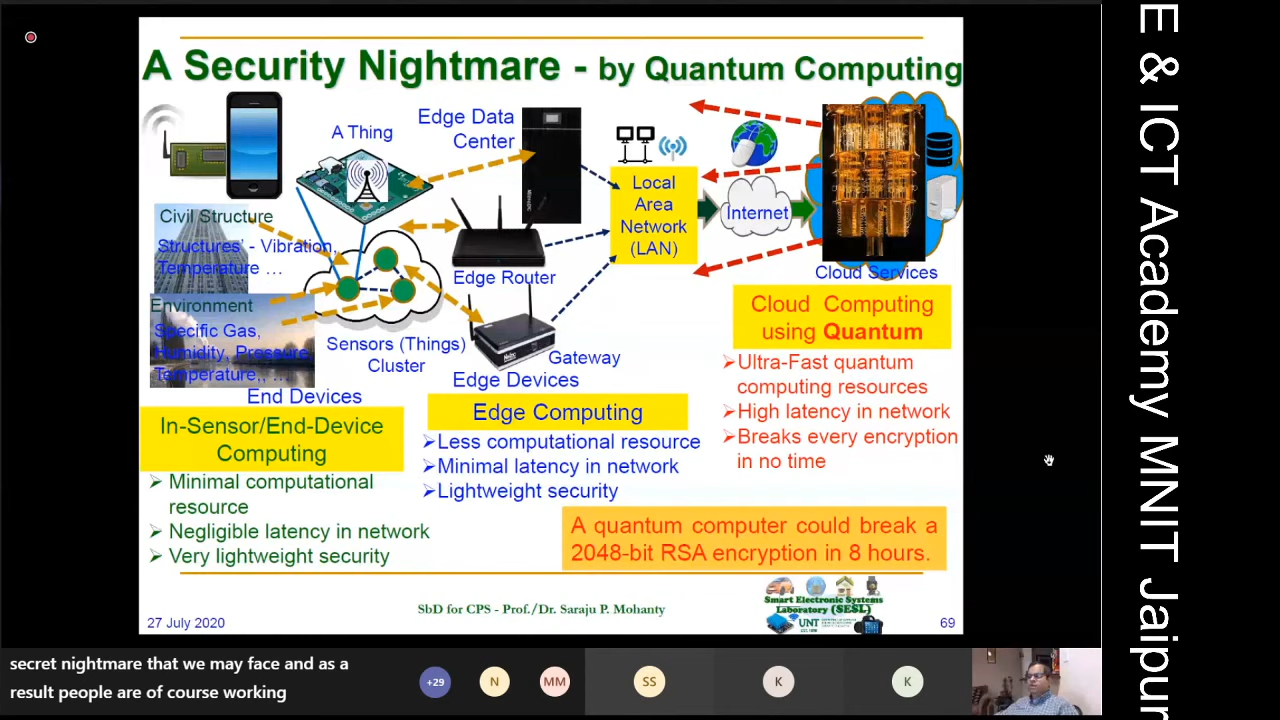 A Security Nightmare - by Quantum Computing
A Thing
Edge Data
Center
Civil Structure
Structures' - Vibration,
Temperature ...
Environment
Specific Gas,
Humidity, Pressure,
Temperature,, ...
End Devices
Sensors (Things)
Cluster
Edge Router
Gateway
Edge Devices
Local
Area
Network
(LAN)
Internet
Cloud Services
In-Sensor/End-Device
Computing
➢ Minimal computational
resource
➢ Negligible latency in network
➢ Very lightweight security
Edge Computing
➢Less computational resource
➢Minimal latency in network
➢Lightweight security
Cloud Computing
using Quantum
➢Ultra-Fast quantum
computing resources
➢High latency in network
➢Breaks every encryption
in no time
A quantum computer could break a
2048-bit RSA encryption in 8 hours.
27 July 2020
SbD for CPS - Prof./Dr. Saraju P. Mohanty
Smart Electronic Systems
Laboratory (SESL)
UNT
69
secret nightmare that we may face and as a
result people are of course working
+29
N
MM
SS
K
K
E & ICT Academy MNIT Jaipur